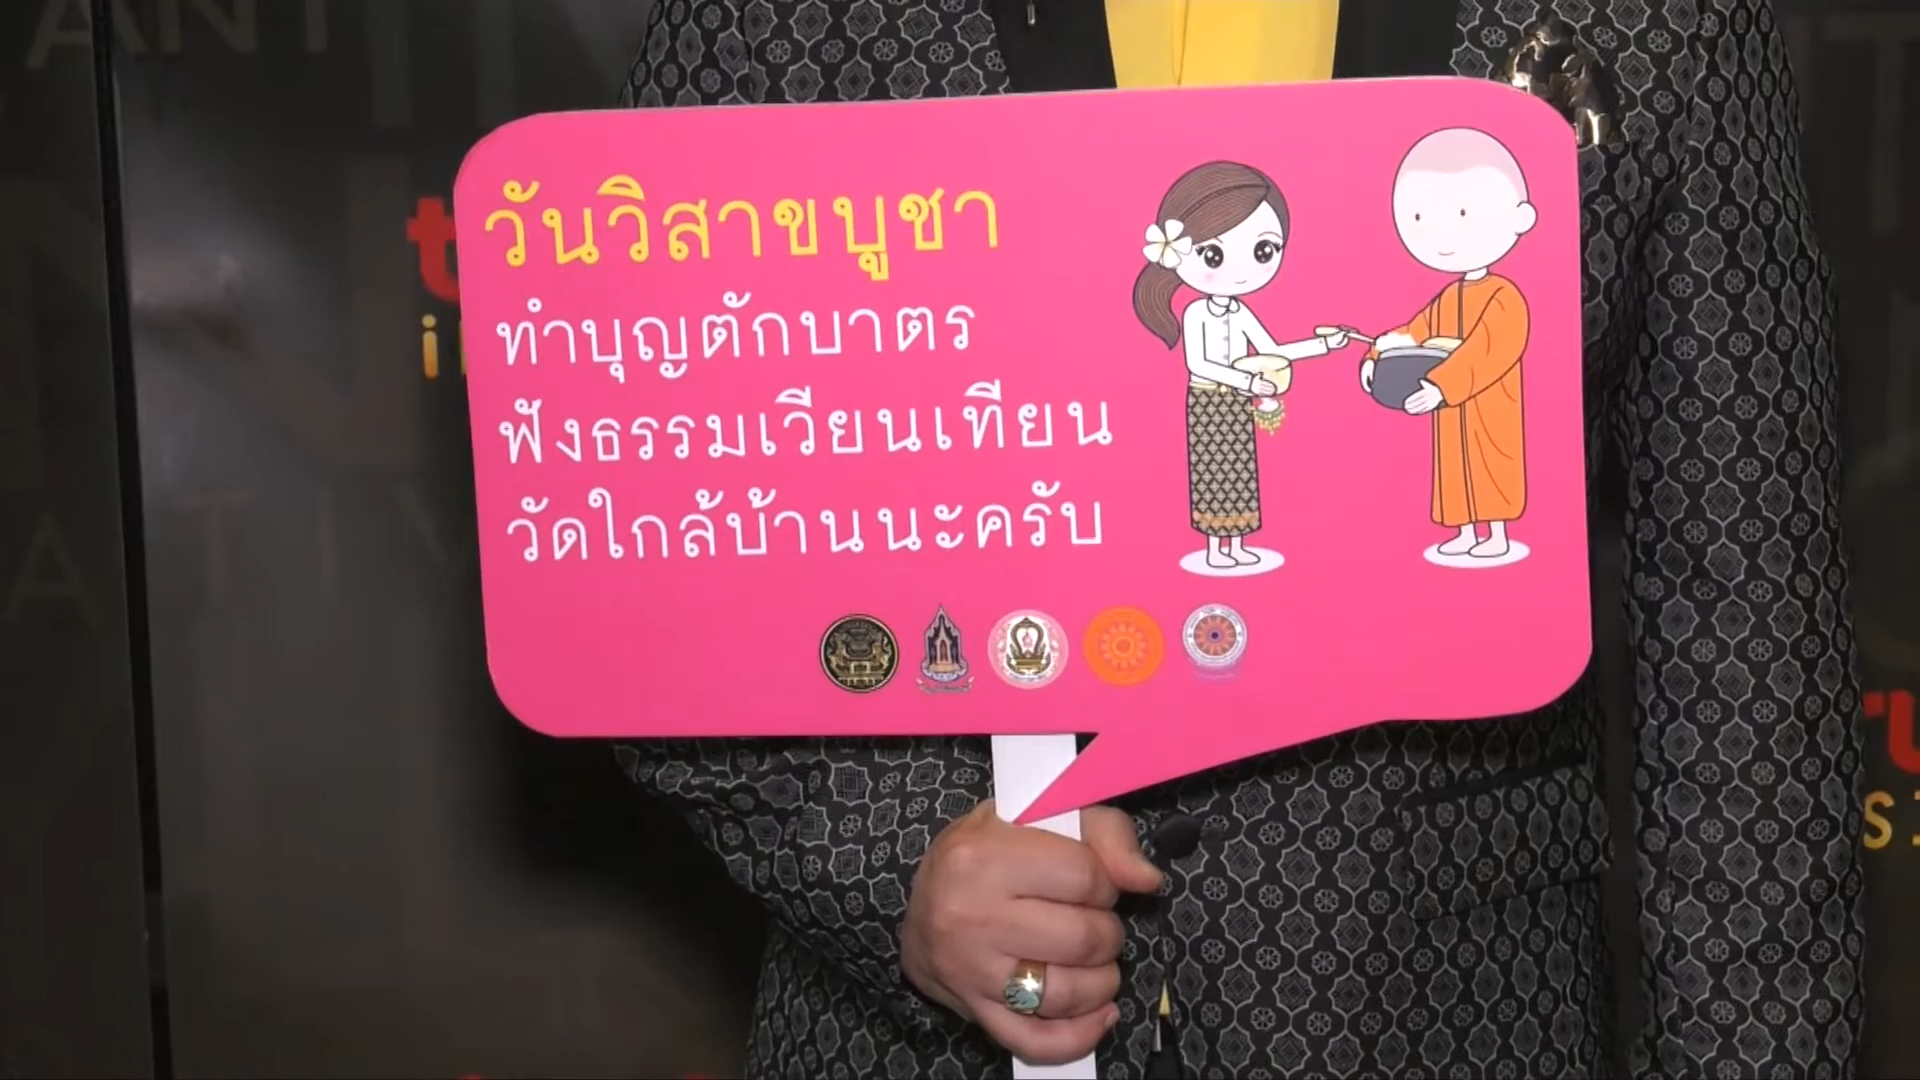 วันวิสาขบูชา
ทำบุญตักบาตร
ฟังธรรมเวียนเทียน
วัดใกล้บ้านนะครับ